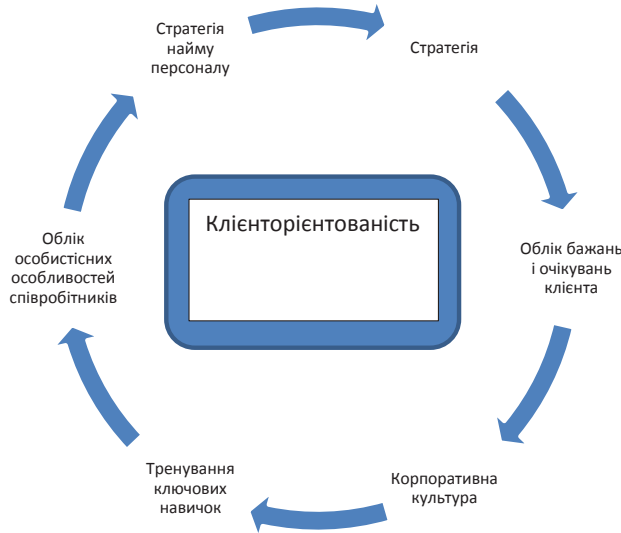 Стратегія
найму
персоналу
Стратегія
Клієнторієнтованість
Облік
особистісних
особливостей
співробітників
Облік бажань
і очікувань
клієнта
Тренування
ключових
навичок
Корпоративна
культура